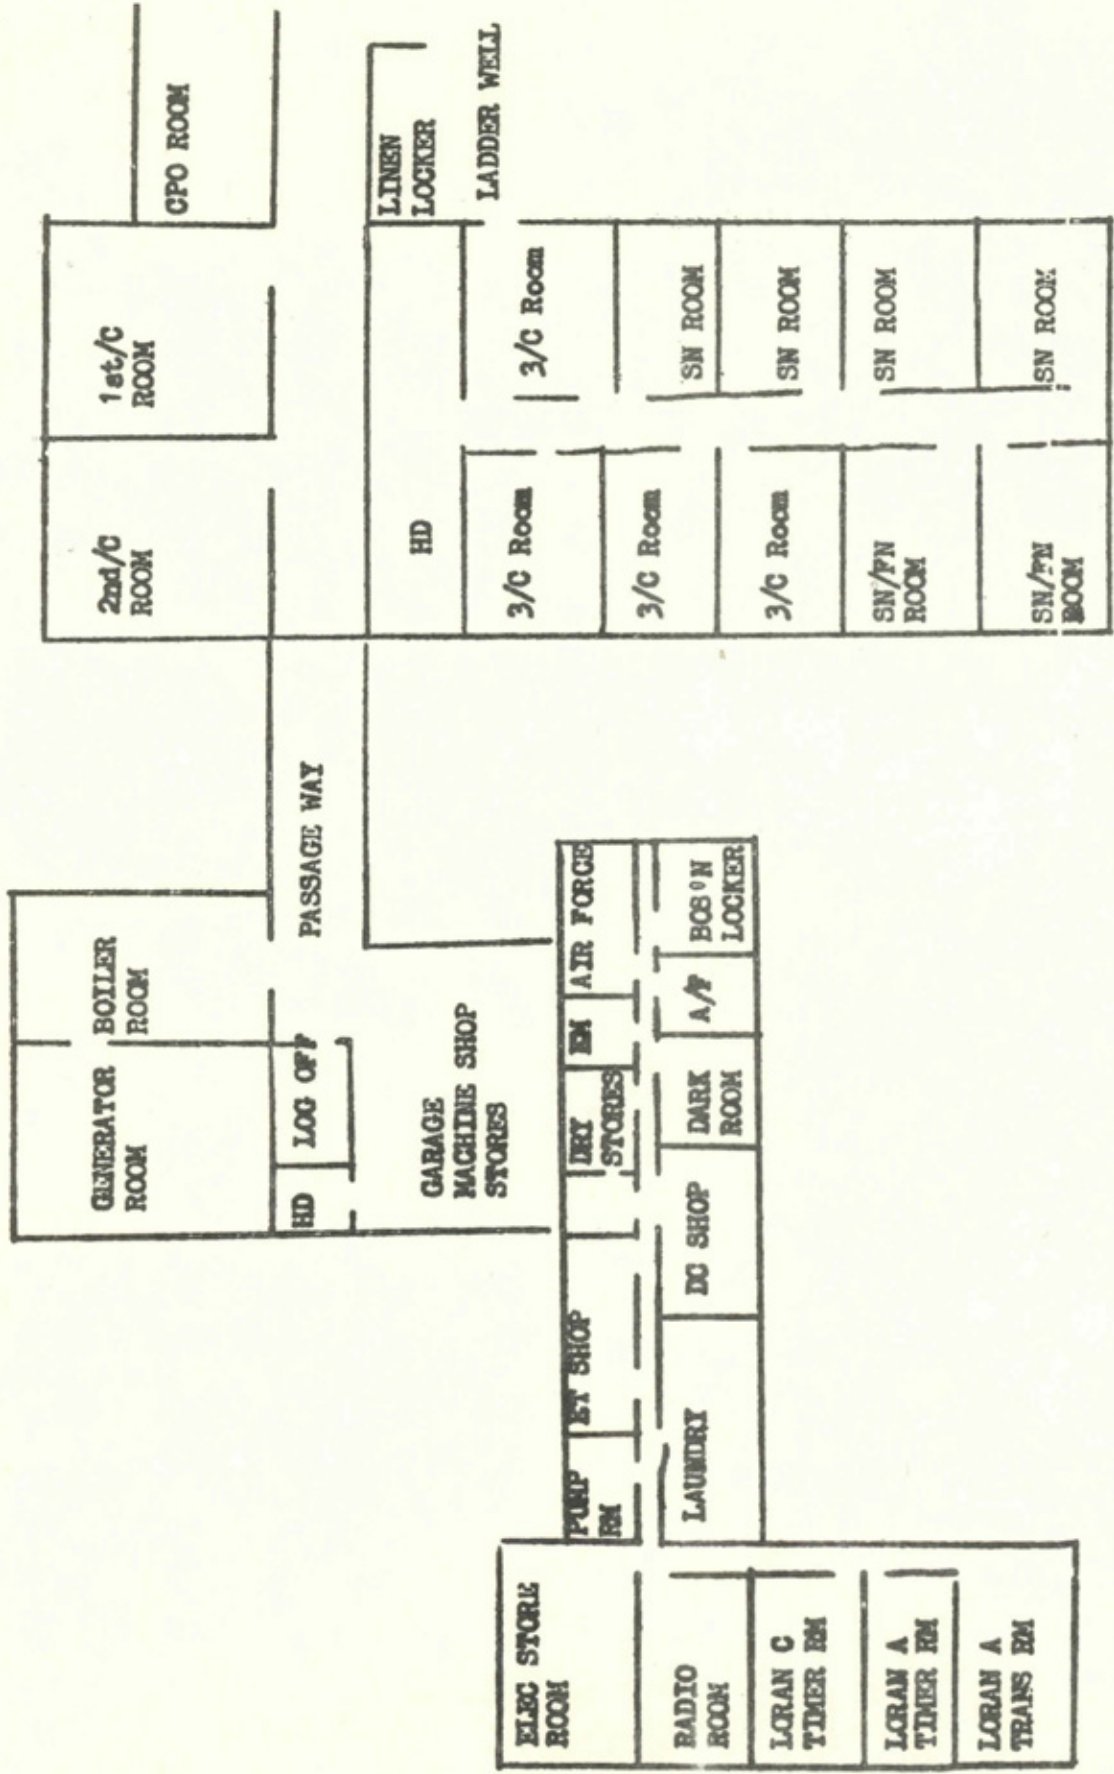 GENERATOR
ROOM
BOILER
ROOM
2nd/C
ROOM
1st/C
ROOM
CPO ROOM
HD
LOG OFF
PASSAGE WAY
LINEN
LOCKER
LADDER WELL
GARAGE
MACHINE SHOP
STORES
HD
3/C Room
3/C Room
3/C Room
SN ROOM
3/C Room
SN ROOM
SN/FN
ROOM
SN ROOM
SN/FN
ROOM
SN ROOM
ELEC STORE
ROOM
PUMP
RM
ET SHOP
DRY
STORES
EM
AIR FORCE
LAUNDRY
DC SHOP
DARK
ROOM
A/F
BOS'N
LOCKER
RADIO
ROOM
LORAN C
TIMER RM
LORAN A
TIMER RM
LORAN A
TRANS RM